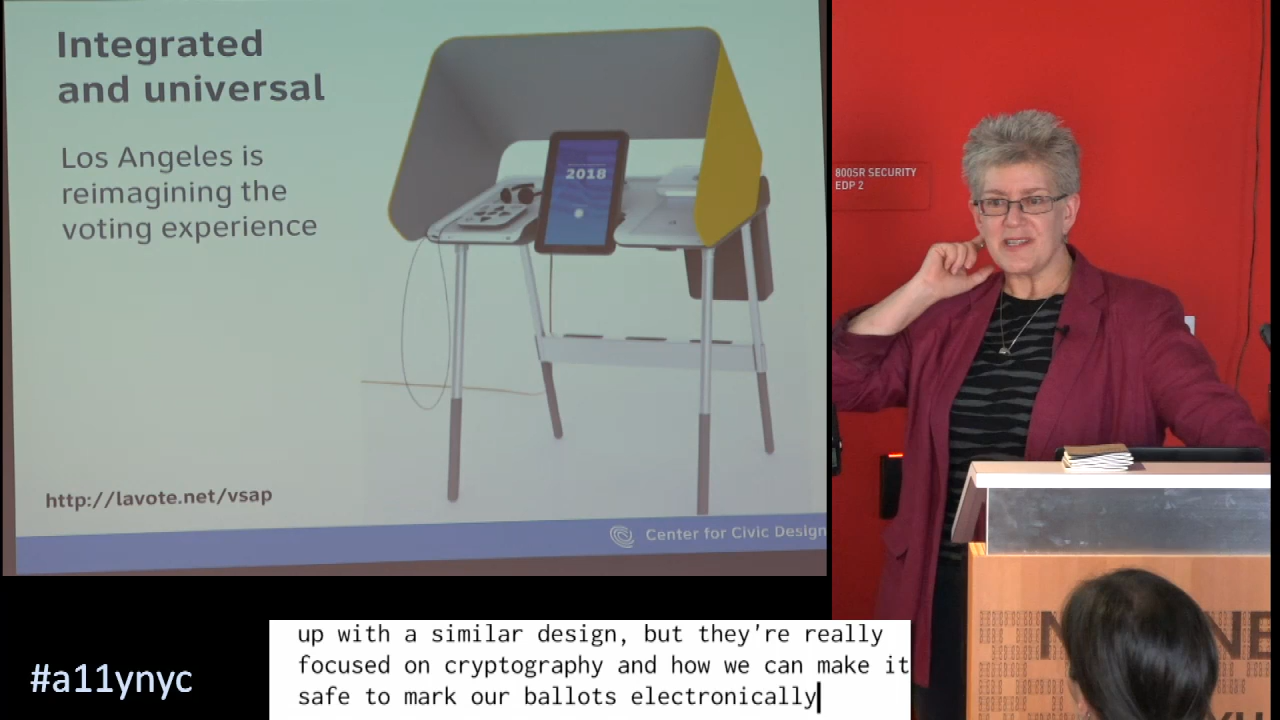 Integrated
and universal
Los Angeles is
reimagining the
voting experience
2018
http://lavote.net/vsap
Center for Civic Design
800SR SECURITY
EDP 2
#a11ynyc
up with a similar design, but they're really
focused on cryptography and how we can make it
safe to mark our ballots electronically